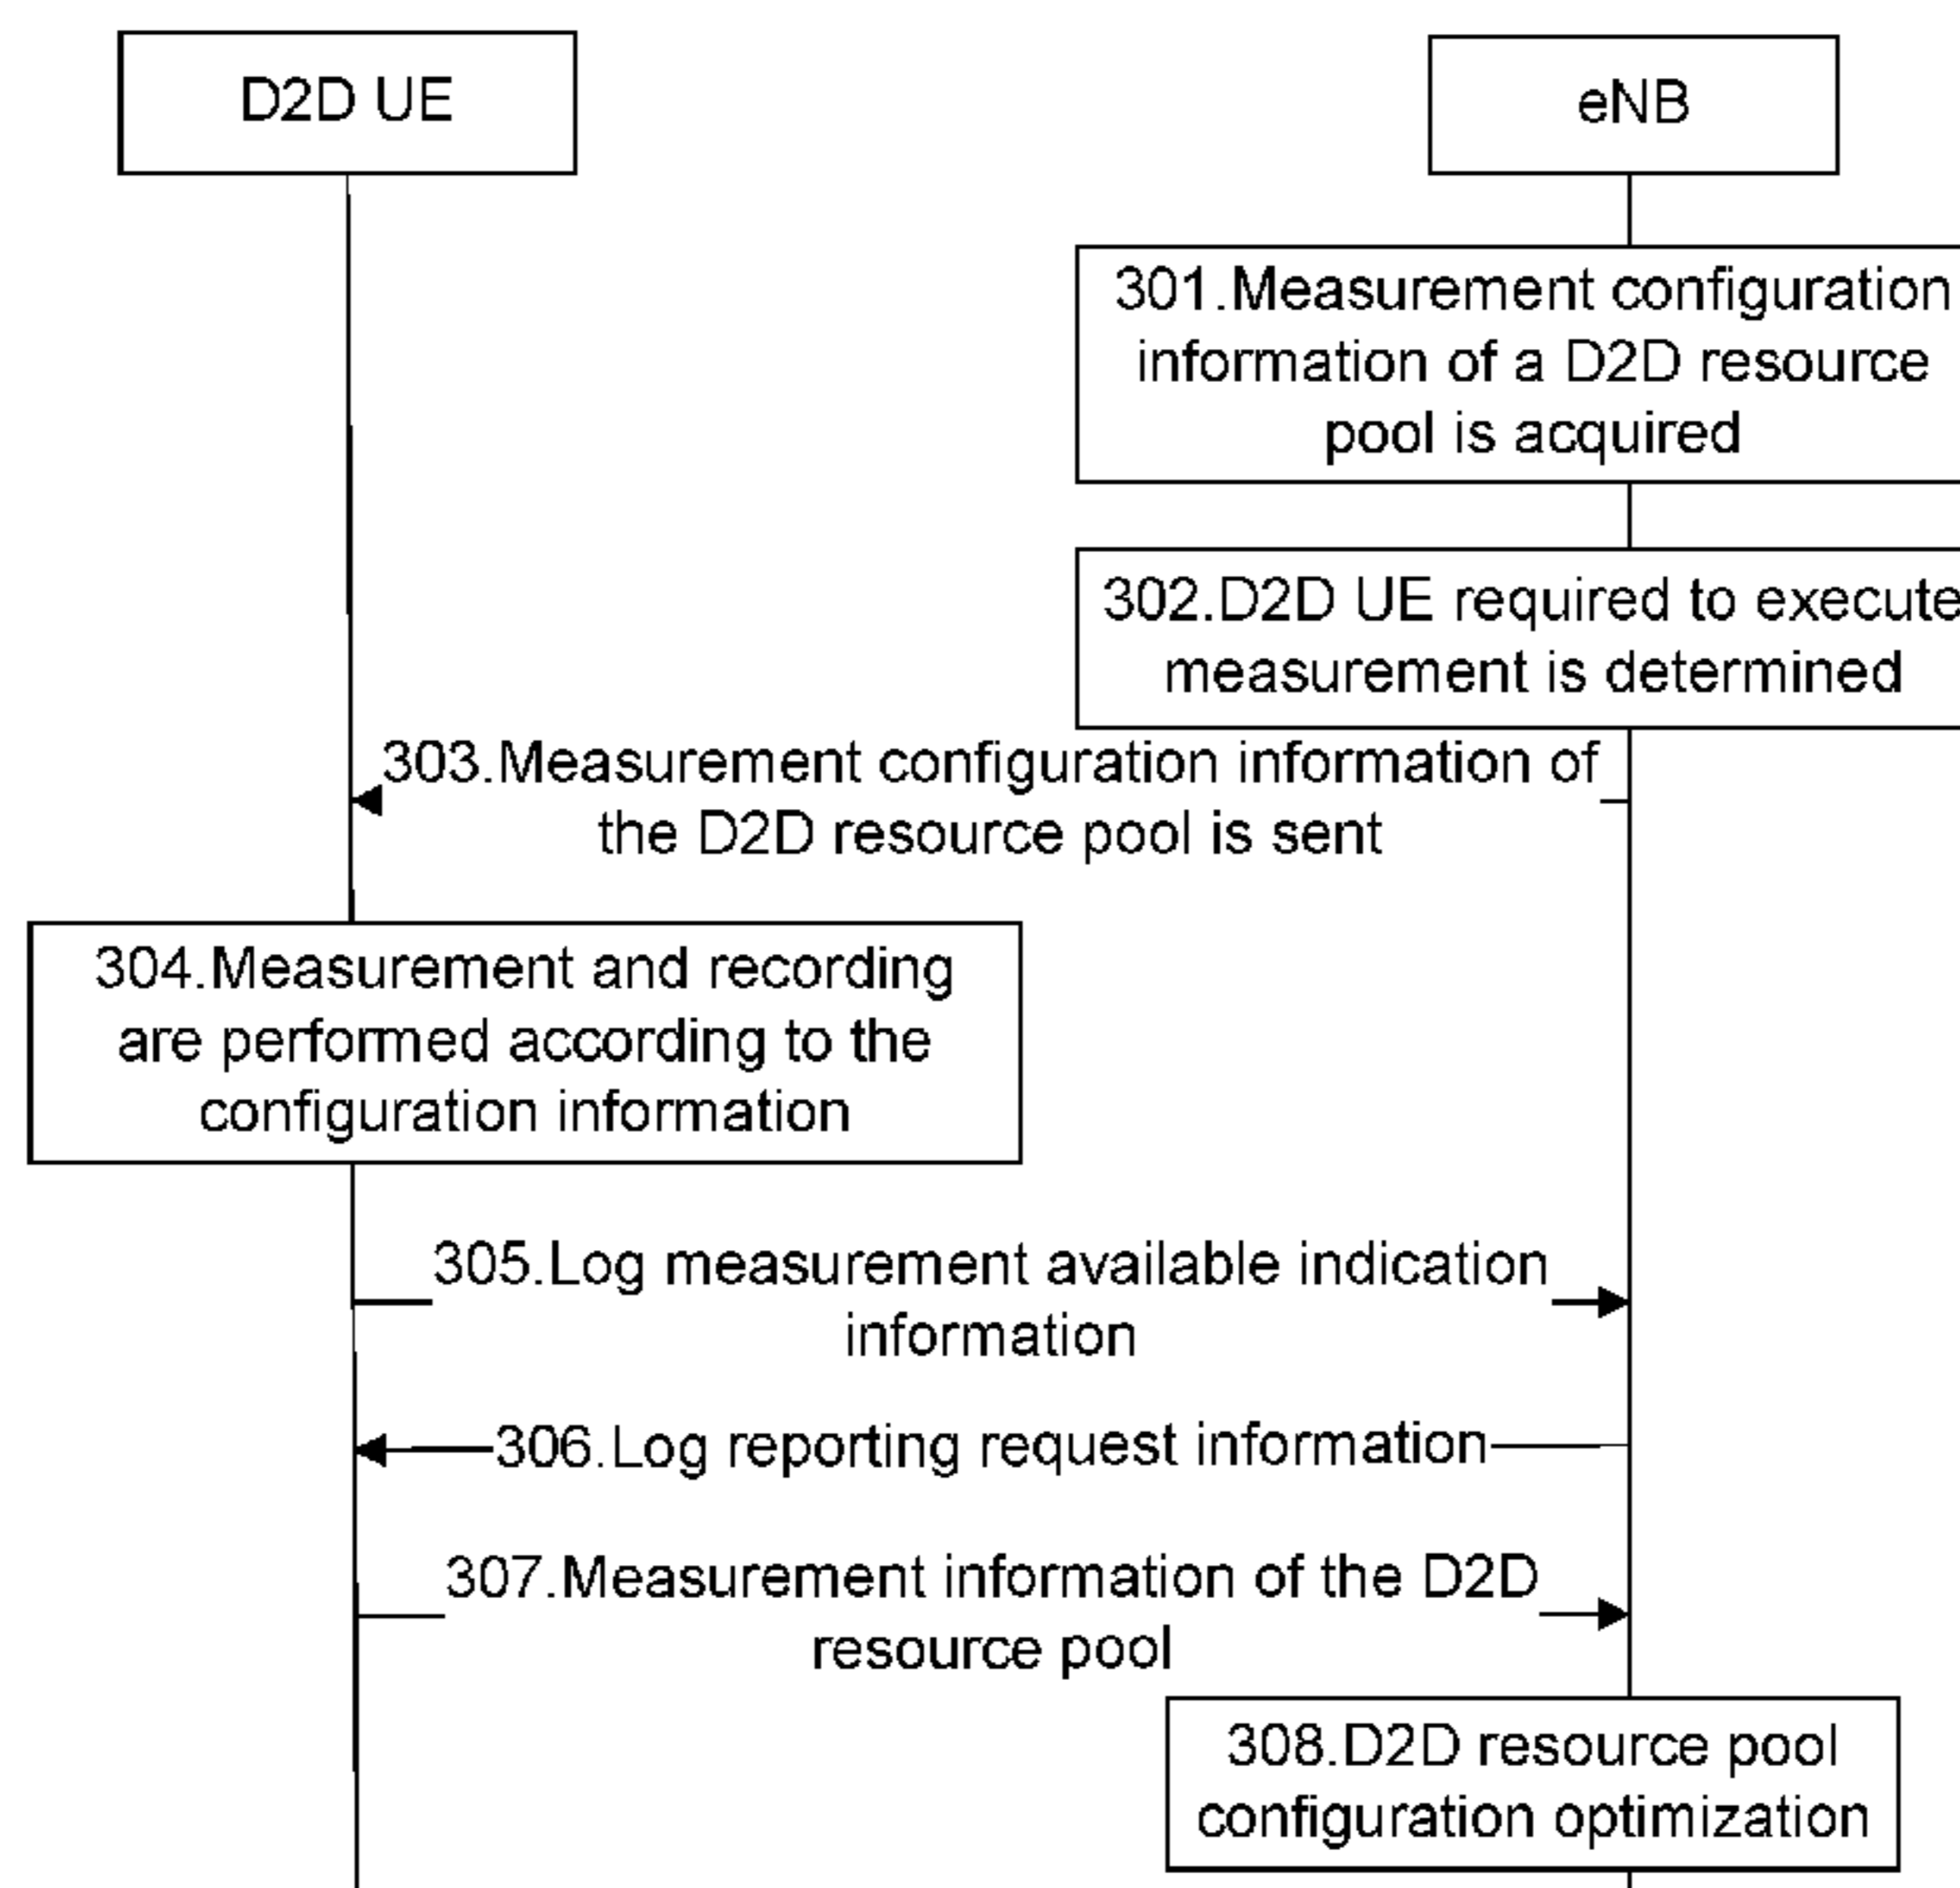 D2D UE
eNB
301.Measurement configuration
information of a D2D resource
pool is acquired
302.D2D UE required to execute
measurement is determined
303.Measurement configuration information of
the D2D resource pool is sent
304.Measurement and recording
are performed according to the
configuration information
305.Log measurement available indication
information
306.Log reporting request information
307.Measurement information of the D2D
resource pool
308.D2D resource pool
configuration optimization